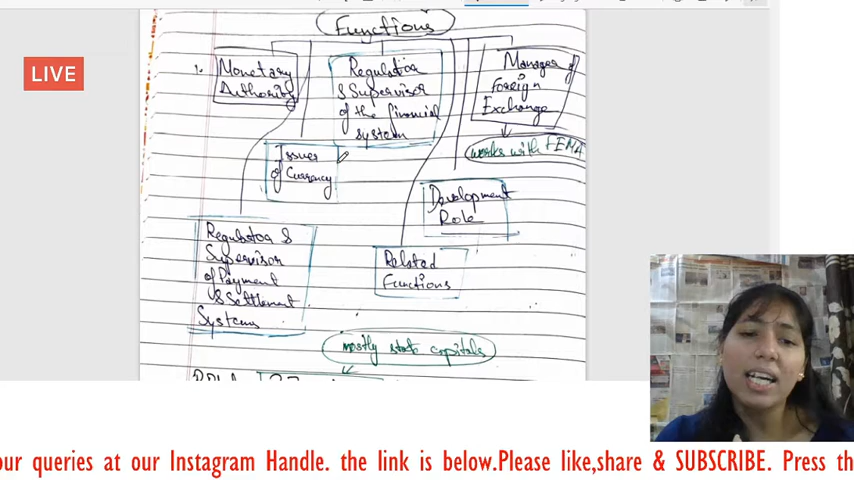 Functions
LIVE
1. Monetary
Authority
Regulation
& Supervisor
of the financial
system
Manager of
Foreign
Exchange
works with FEMA
Issuer
of Currency
Development
Role
Regulator &
Supervisor
of Payment
& Settlement
Systems
Related
Functions
mostly state capitals
our queries at our Instagram Handle. the link is below.Please like,share & SUBSCRIBE. Press th